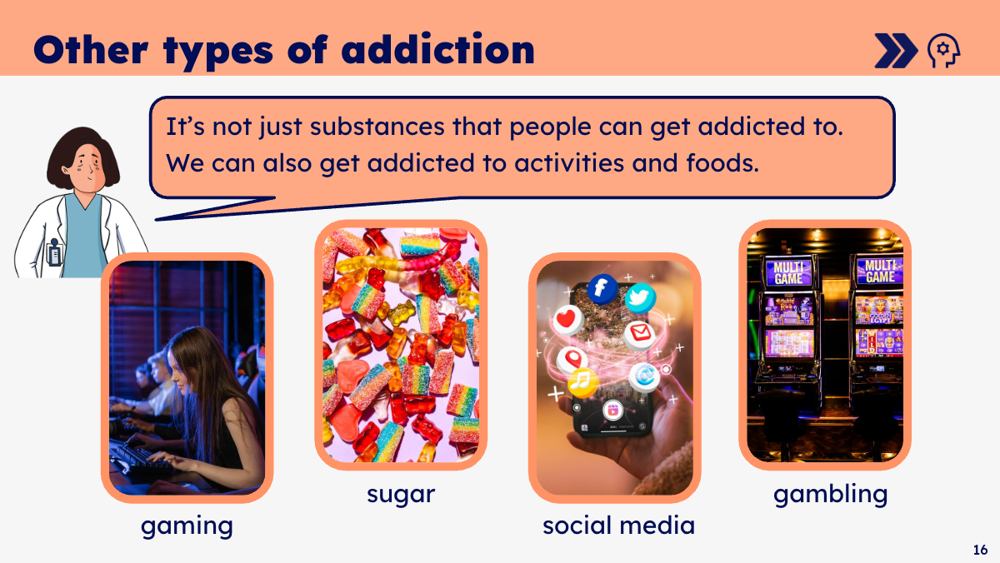 Other types of addiction
It’s not just substances that people can get addicted to.
We can also get addicted to activities and foods.
MULTI
GAME
MULTI
GAME
sugar
gambling
gaming
social media
16